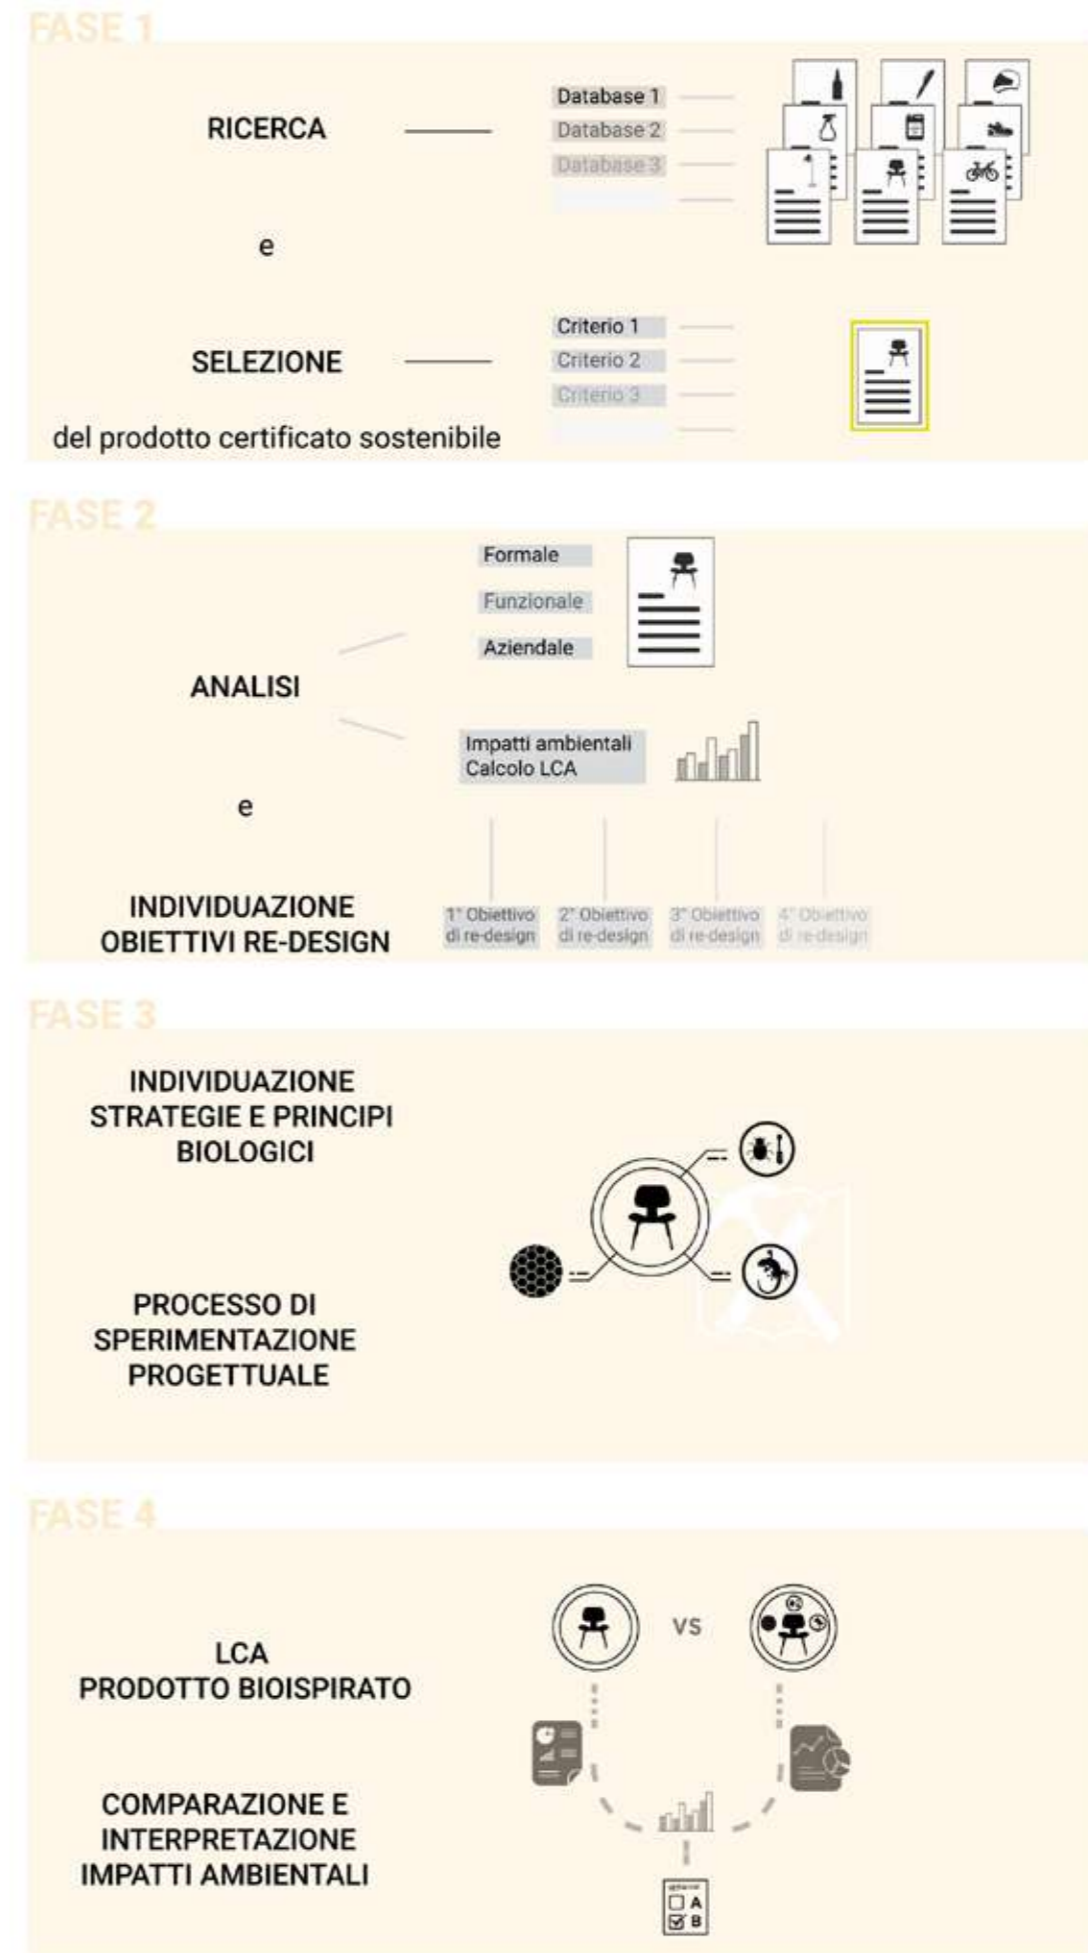 FASE 1
RICERCA
Database 1
Database 2
Database 3
e
SELEZIONE
Criterio 1
Criterio 2
Criterio 3
del prodotto certificato sostenibile
FASE 2
Formale
Funzionale
Aziendale
ANALISI
Impatti ambientali
Calcolo LCA
e
INDIVIDUAZIONE
OBIETTIVI RE-DESIGN
1° Obiettivo
di re-design
2° Obiettivo
di re-design
3° Obiettivo
di re-design
4° Obiettivo
di re-design
FASE 3
INDIVIDUAZIONE
STRATEGIE E PRINCIPI
BIOLOGICI
PROCESSO DI
SPERIMENTAZIONE
PROGETTUALE
FASE 4
VS
LCA
PRODOTTO BIOISPIRATO
COMPARAZIONE E
INTERPRETAZIONE
IMPATTI AMBIENTALI
A
B